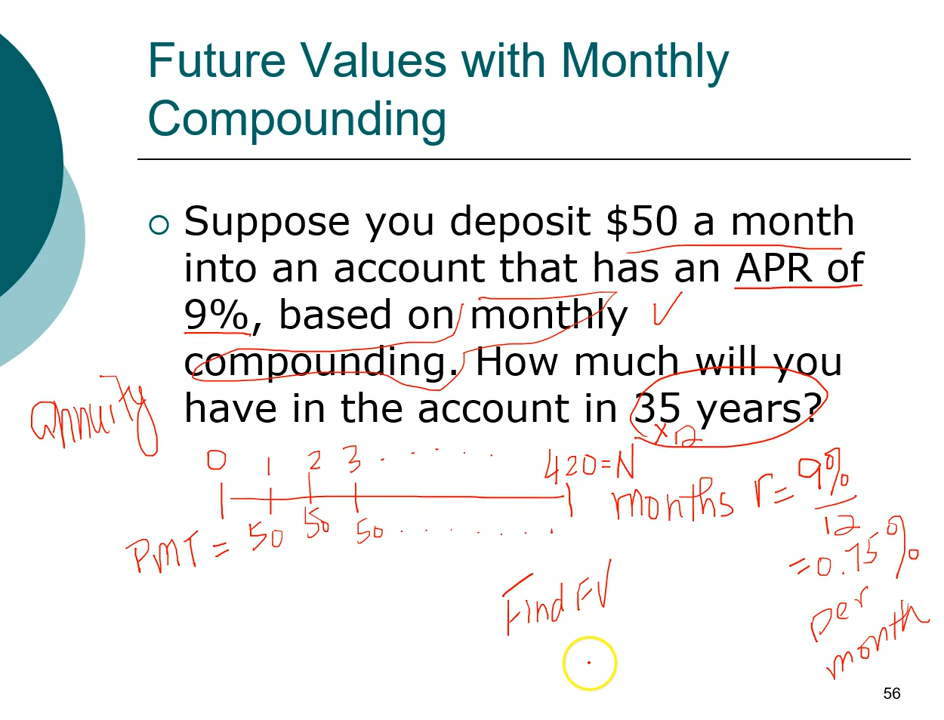 Future Values with Monthly
Compounding
Suppose you deposit $50 a month
into an account that has an APR of
9%, based on monthly
compounding. How much will you
have in the account in 35 years?
x 12
annuity
0 1 2 3 . . . . . . 420=N months
r = 9%
12
= 0.75%
per
month
PMT = 50 50 50 . . . . . . .
Find FV
56